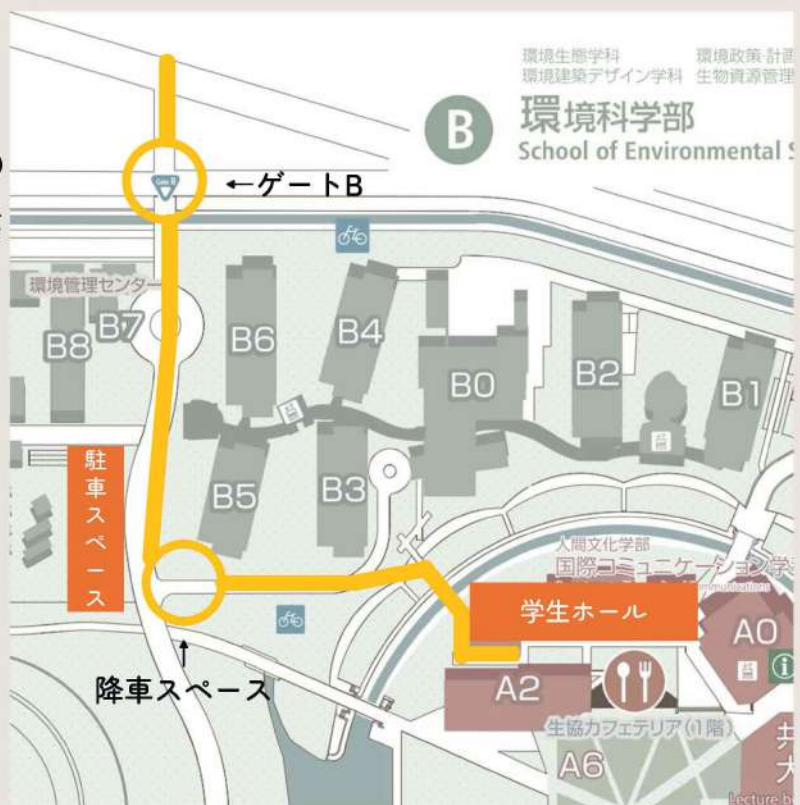 環境生態学科 環境政策・計画
環境建築デザイン学科 生物資源管理
B 環境科学部
School of Environmental S
←ゲートB
環境管理センター
B8
B7
B6
B4
B0
B2
B1
B5
B3
駐車スペース
人間文化学部
国際コミュニケーション学
mmunications
学生ホール
A0
降車スペース
A2
生協カフェテリア(1階)
A6
共
大
Lecture b